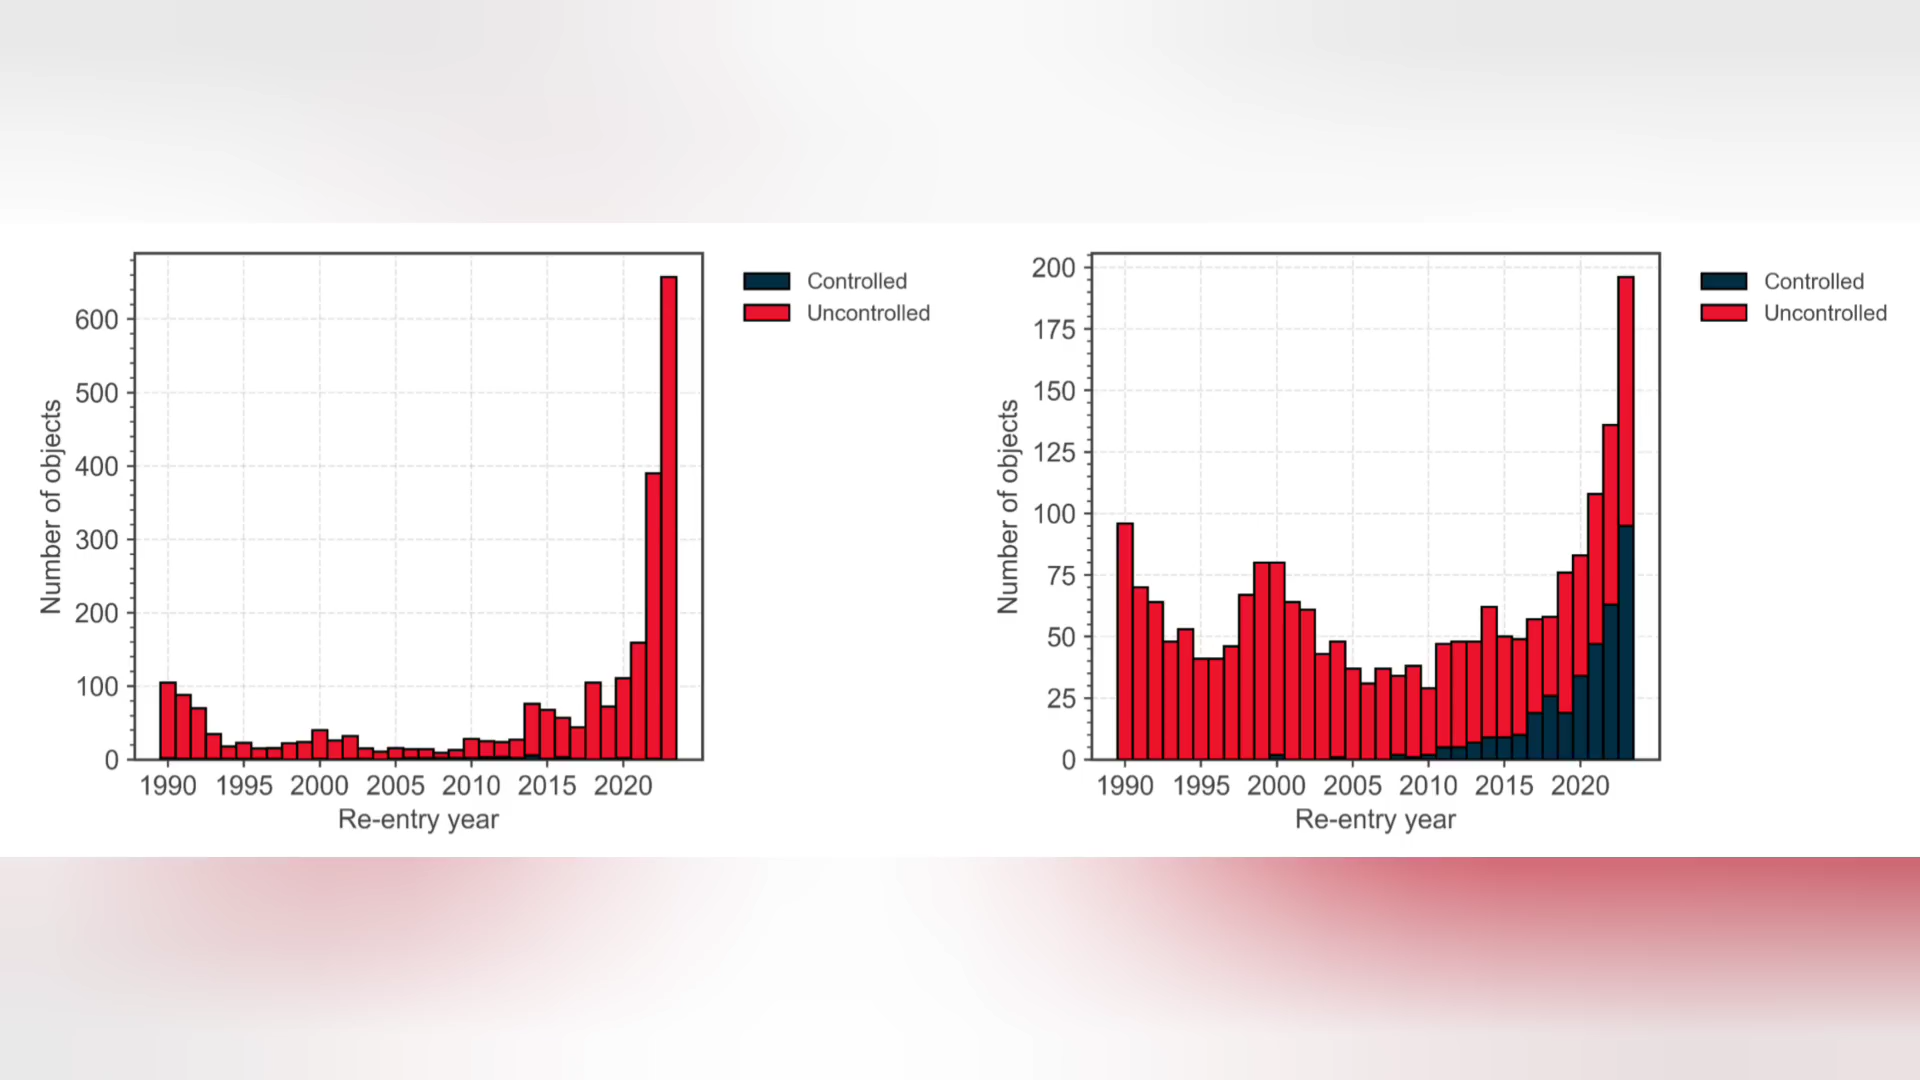 Number of objects
600
500
400
300
200
100
0
1990 1995 2000 2005 2010 2015 2020
Re-entry year
Controlled
Uncontrolled
Number of objects
200
175
150
125
100
75
50
25
0
1990 1995 2000 2005 2010 2015 2020
Re-entry year
Controlled
Uncontrolled